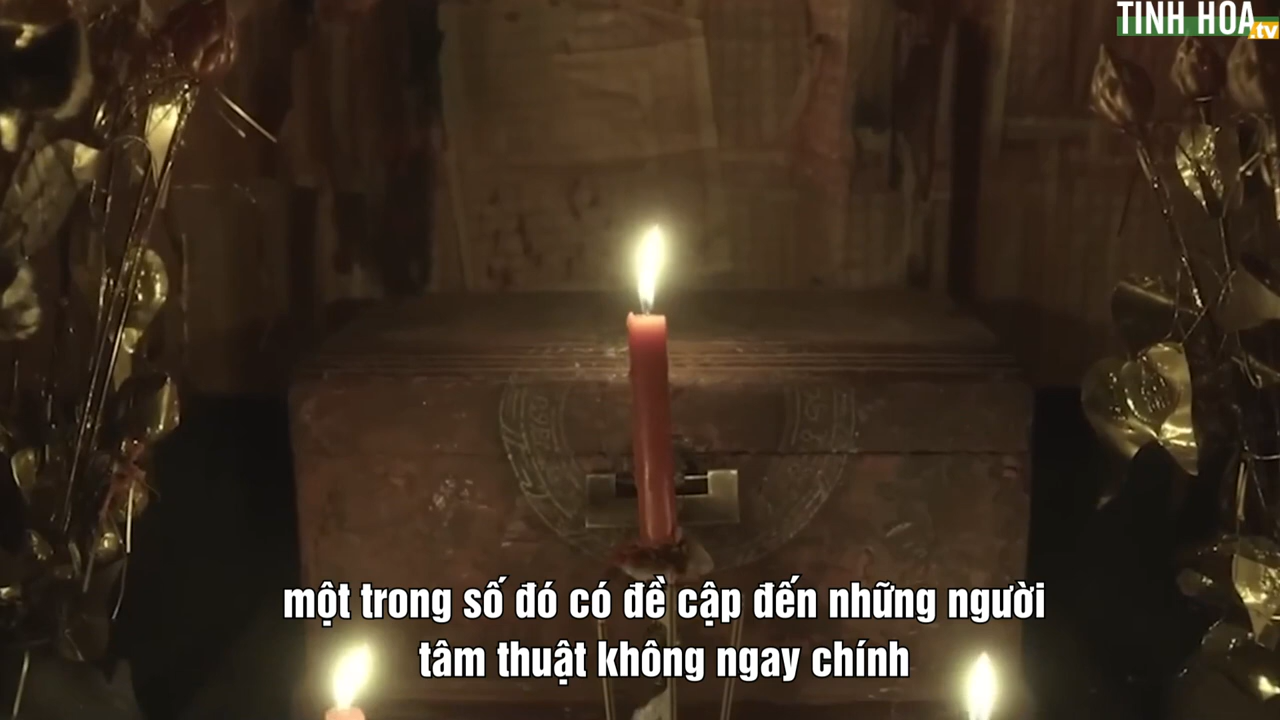 TINH HOA
.tv
một trong số đó có đề cập đến những người
tâm thuật không ngay chính